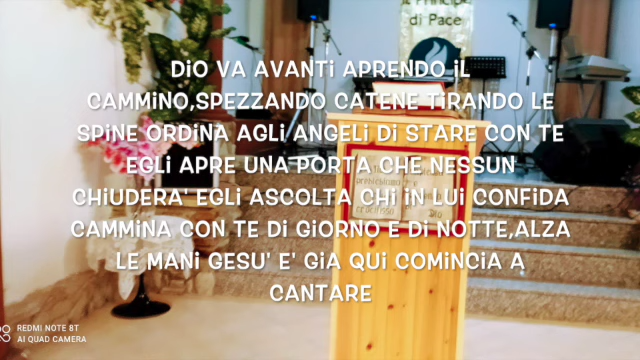 il Principe
di Pace
DiO VA AVANTi APRENDO iL
CAMMiNO,SPEZZANDO CATENE TiRANDO LE
SPiNE ORDiNA AGLi ANGELi Di STARE CON TE
EGLi APRE UNA PORTA CHE NESSUN
CHiUDERA' EGLi ASCOLTA CHi iN LUi CONFiDA
CAMMiNA CON TE Di GiORNO E Di NOTTE,ALZA
LE MANi GESU' E' GiA QUi COMiNCiA A
CANTARE
REDMI NOTE 8T
AI QUAD CAMERA